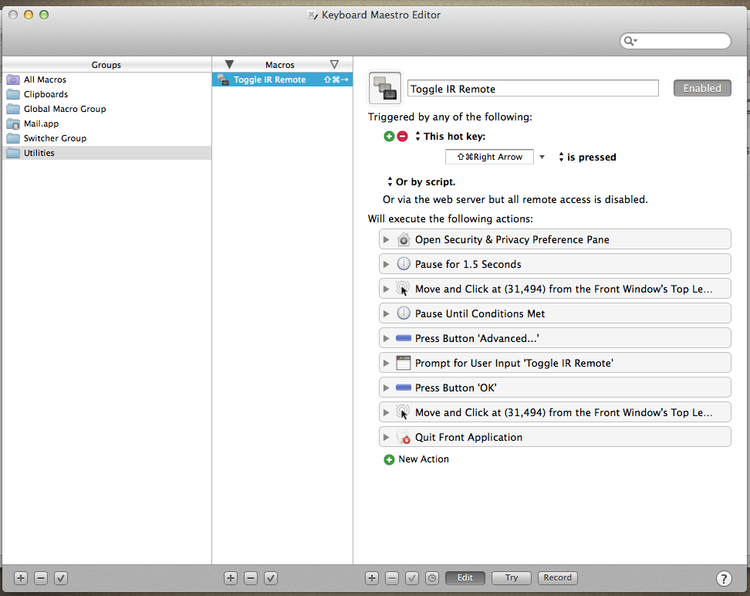 Keyboard Maestro Editor
Groups
Macros
All Macros
Clipboards
Global Macro Group
Mail.app
Switcher Group
Utilities
Toggle IR Remote ⇧⌘→
Toggle IR Remote
Enabled
Triggered by any of the following:
This hot key:
⇧⌘Right Arrow
is pressed
Or by script.
Or via the web server but all remote access is disabled.
Will execute the following actions:
Open Security & Privacy Preference Pane
Pause for 1.5 Seconds
Move and Click at (31,494) from the Front Window's Top Le...
Pause Until Conditions Met
Press Button 'Advanced...'
Prompt for User Input 'Toggle IR Remote'
Press Button 'OK'
Move and Click at (31,494) from the Front Window's Top Le...
Quit Front Application
New Action
Edit
Try
Record
?